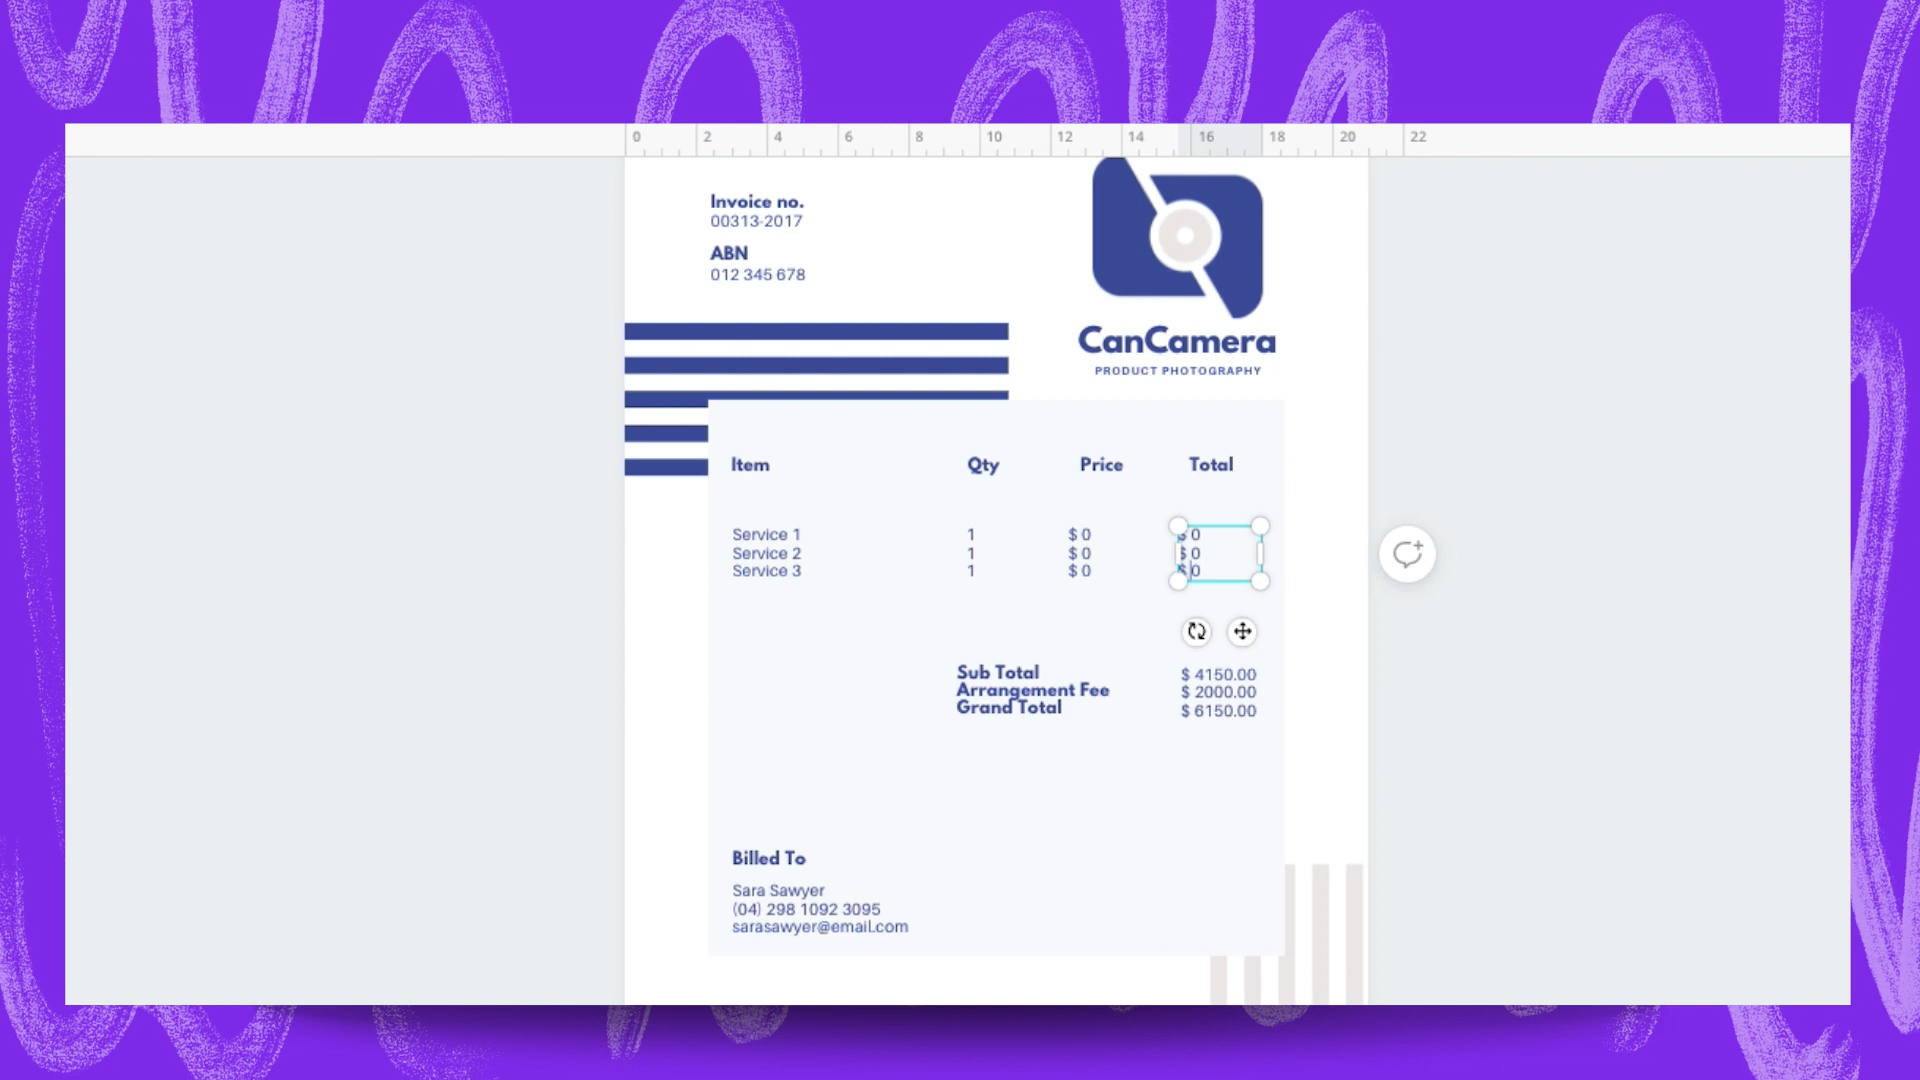 0 2 4 6 8 10 12 14 16 18 20 22
Invoice no.
00313-2017
ABN
012 345 678
CanCamera
PRODUCT PHOTOGRAPHY
Item Qty Price Total
Service 1 1 $ 0 $ 0
Service 2 1 $ 0 $ 0
Service 3 1 $ 0 $ 0
Sub Total $ 4150.00
Arrangement Fee $ 2000.00
Grand Total $ 6150.00
Billed To
Sara Sawyer
(04) 298 1092 3095
sarasawyer@email.com